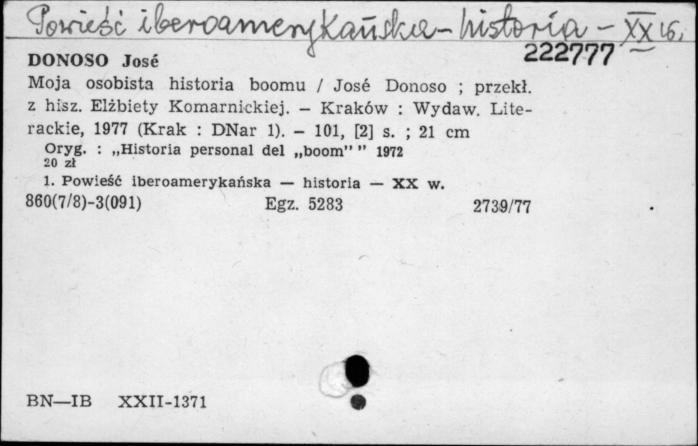 Powieść iberoamerykańska – historia – XX w.
222777
DONOSO José
Moja osobista historia boomu / José Donoso ; przekł.
z hisz. Elżbiety Komarnickiej. – Kraków : Wydaw. Lite-
rackie, 1977 (Krak : DNar 1). – 101, [2] s. ; 21 cm
Oryg. : „Historia personal del „boom” ” 1972
20 zł
1. Powieść iberoamerykańska — historia — XX w.
860(7/8)-3(091) Egz. 5283 2739/77
BN—IB XXII-1371